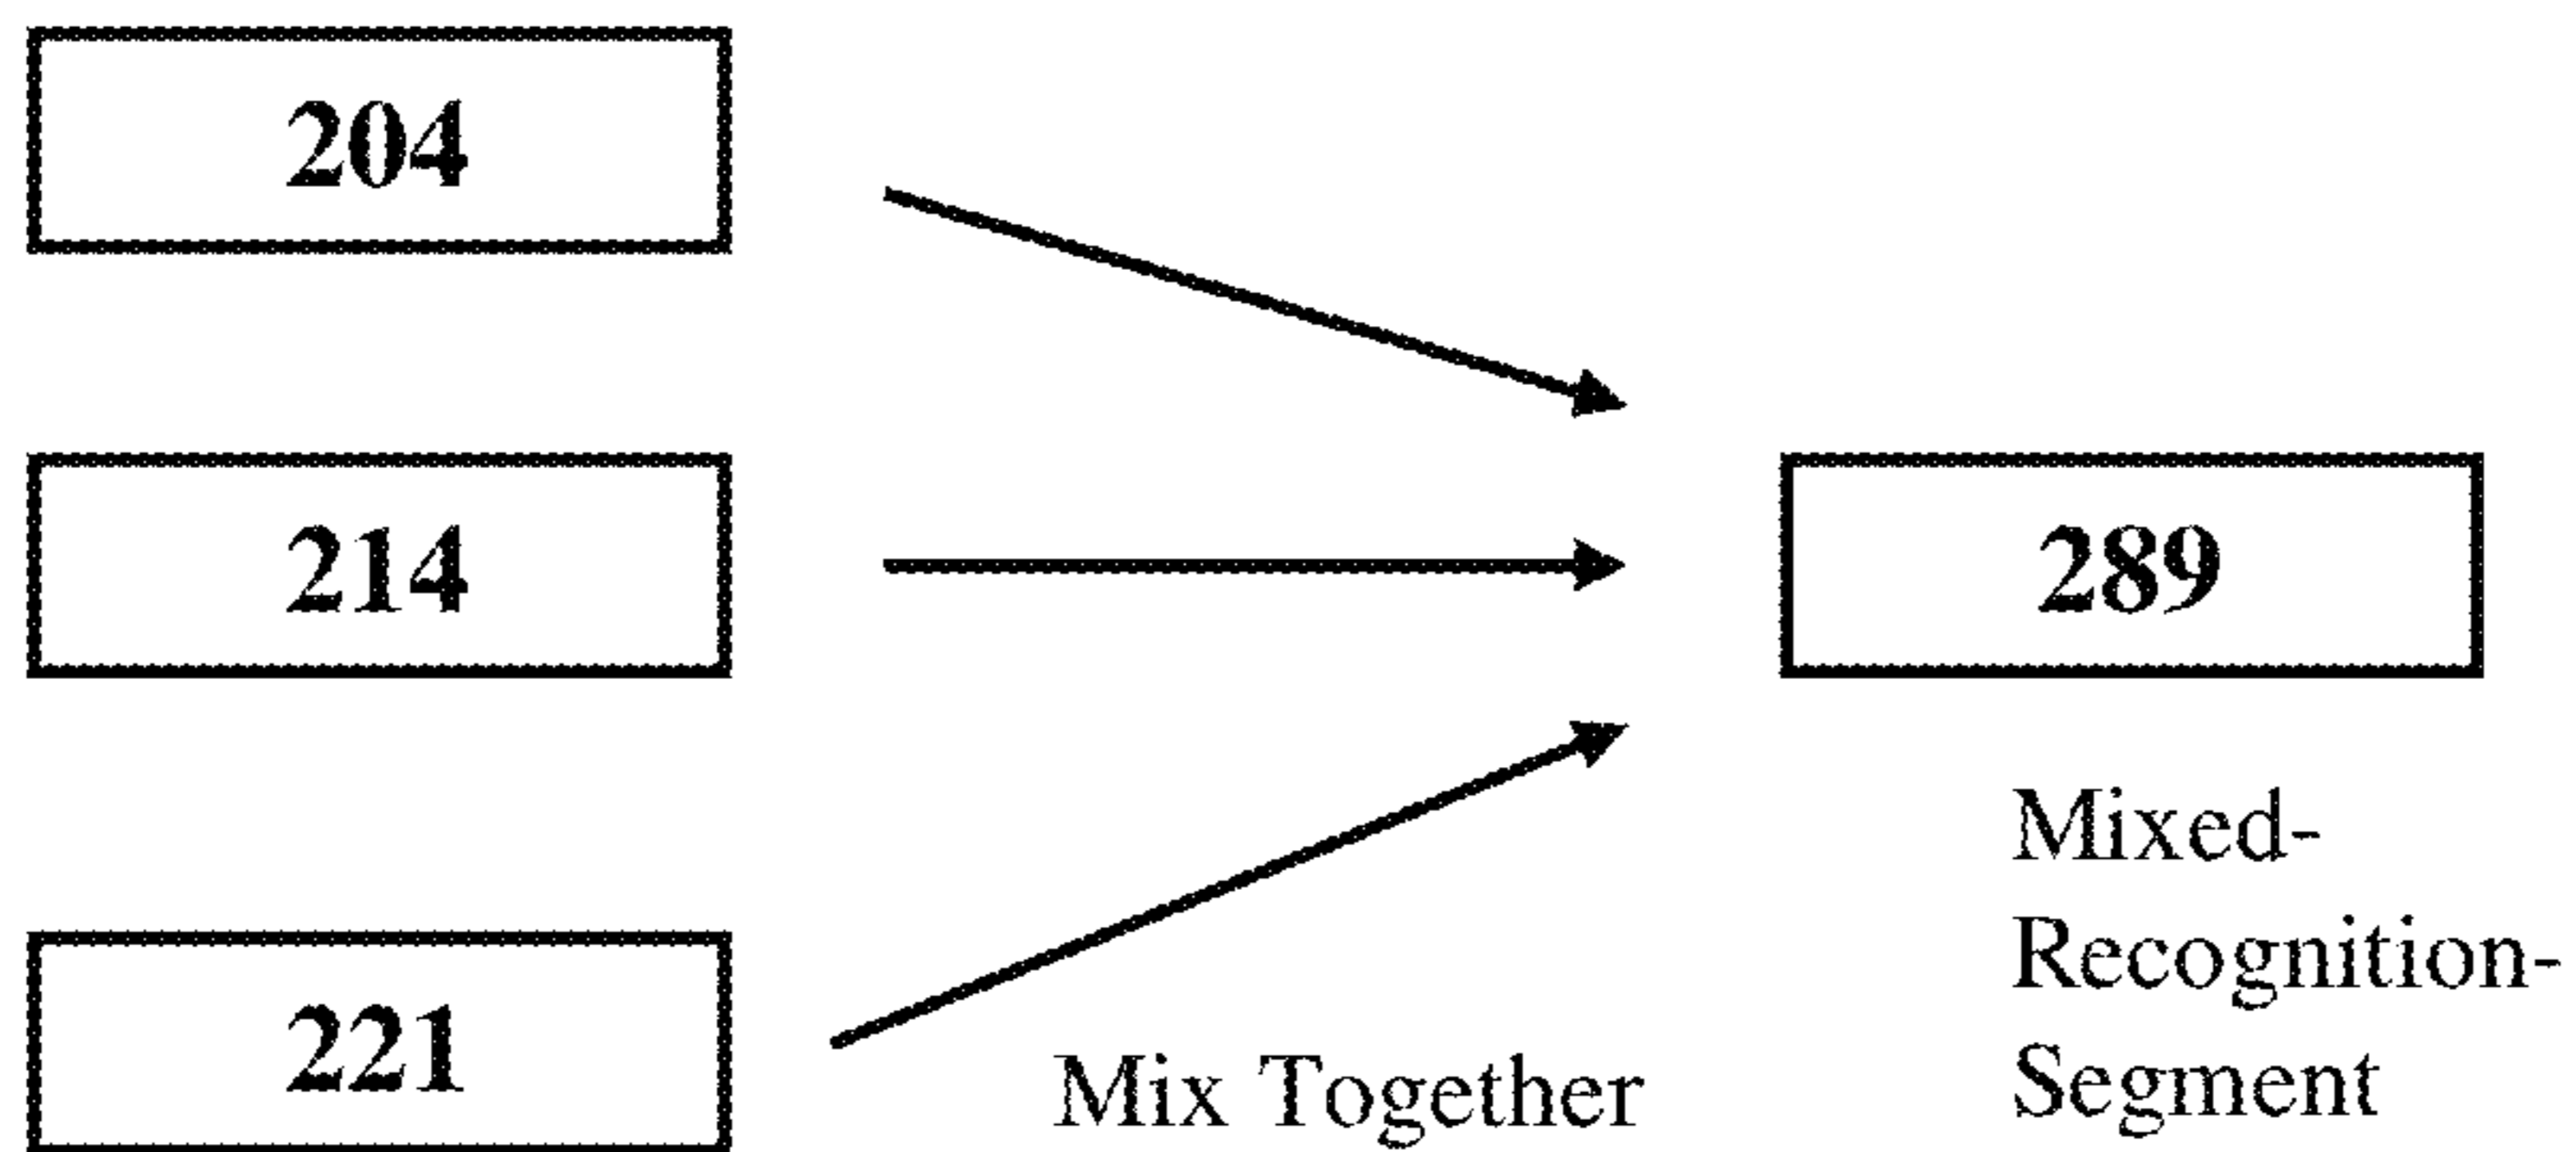 204
214
289
221
Mix Together
Mixed-
Recognition-
Segment